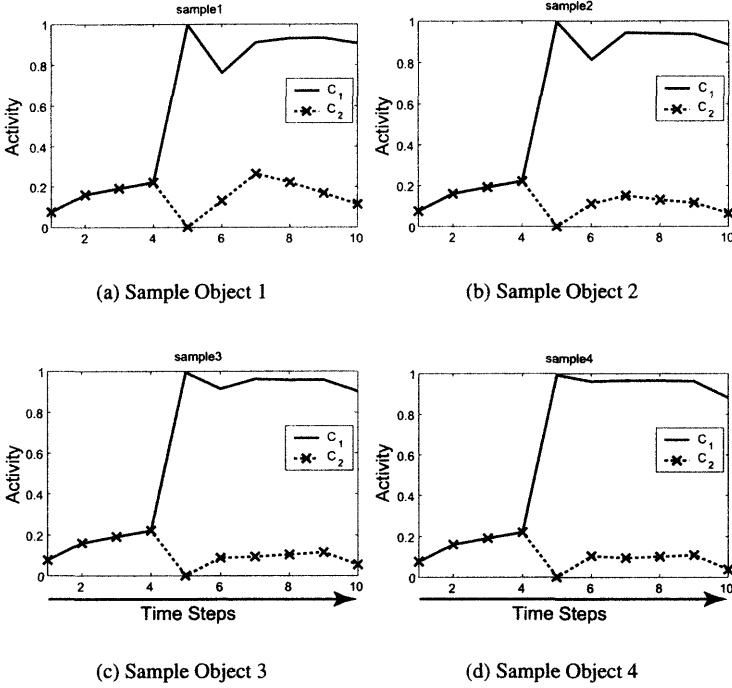 sample1
1
0.8
0.6
0.4
0.2
0
Activity
C1
C2
2
4
6
8
10
(a) Sample Object 1
sample2
1
0.8
0.6
0.4
0.2
0
Activity
C1
C2
2
4
6
8
10
(b) Sample Object 2
sample3
1
0.8
0.6
0.4
0.2
0
Activity
C1
C2
2
4
6
8
10
Time Steps
(c) Sample Object 3
sample4
1
0.8
0.6
0.4
0.2
0
Activity
C1
C2
2
4
6
8
10
Time Steps
(d) Sample Object 4